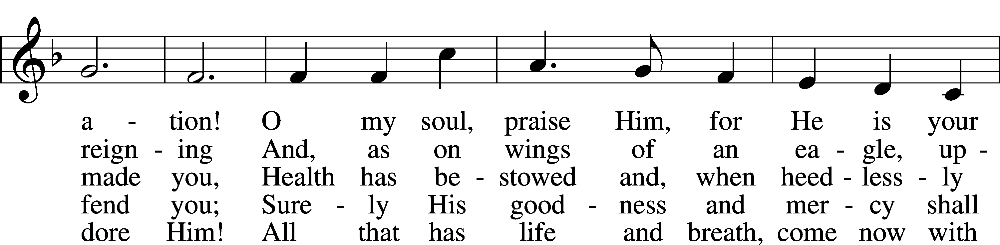 a - tion! O my soul, praise Him, for He is your
reign - ing And, as on wings of an ea - gle, up -
made you, Health has be - stowed and, when heed - less - ly
fend you; Sure - ly His good - ness and mer - cy shall
dore Him! All that has life and breath, come now with